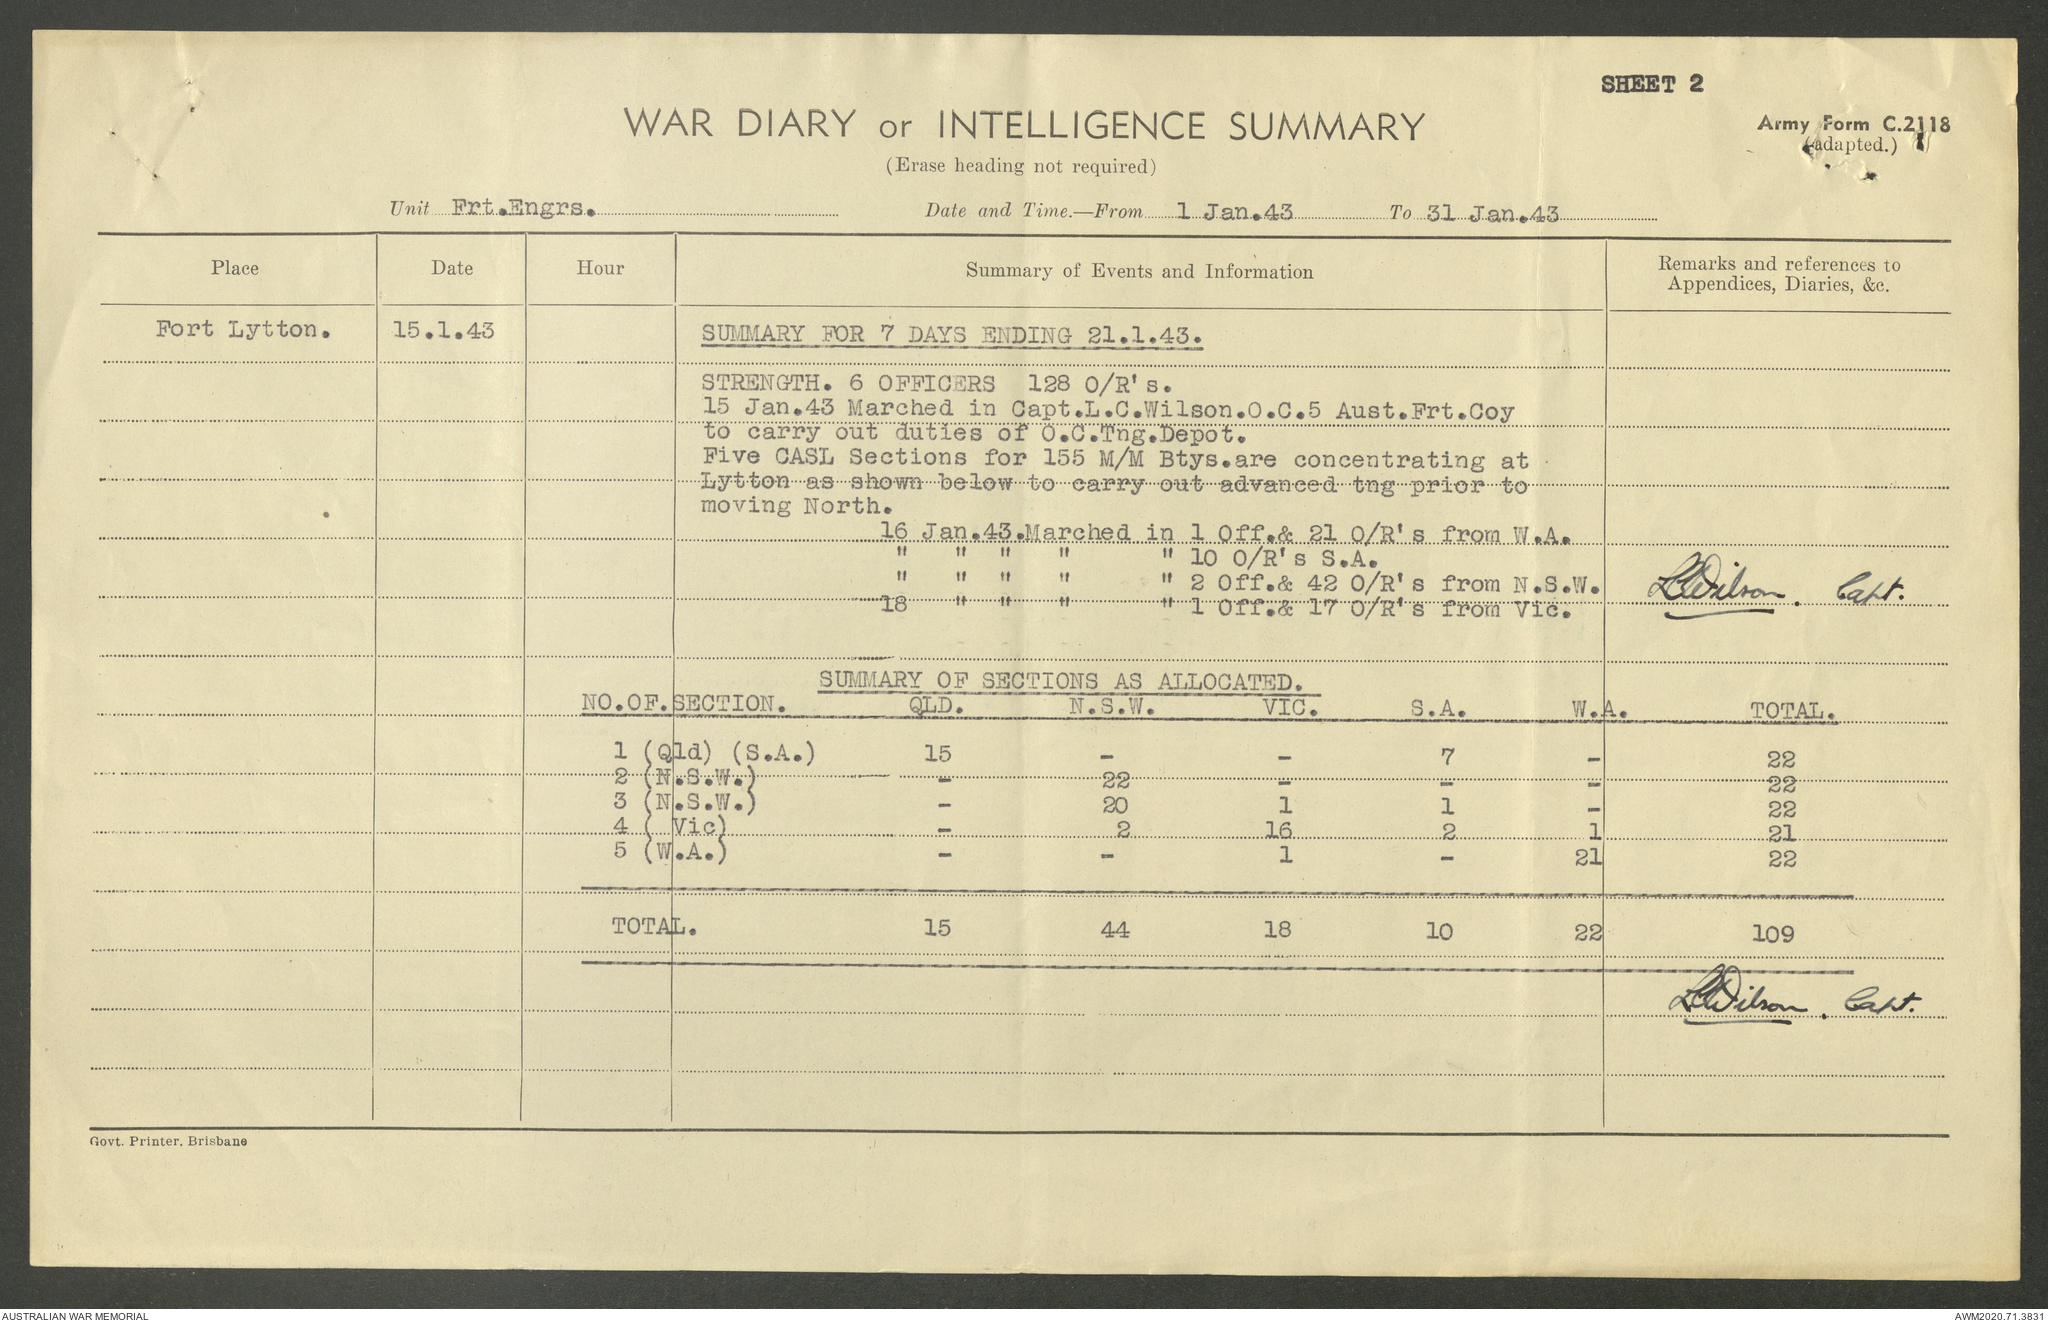 SHEET 2
WAR DIARY or INTELLIGENCE SUMMARY
Army Form C.2118
(adapted.)
(Erase heading not required)
Unit Frt.Engrs. Date and Time.—From 1 Jan.43 To 31 Jan.43
Place Date Hour Summary of Events and Information Remarks and references to
Appendices, Diaries, &c.
Fort Lytton. 15.1.43 SUMMARY FOR 7 DAYS ENDING 21.1.43.
STRENGTH. 6 OFFICERS 128 O/R's.
15 Jan.43 Marched in Capt.L.C.Wilson.O.C.5 Aust.Frt.Coy
to carry out duties of O.C.Tng.Depot.
Five CASL Sections for 155 M/M Btys.are concentrating at
Lytton as shown below to carry out advanced tng prior to
moving North.
16 Jan.43.Marched in 1 Off.& 21 O/R's from W.A.
" " " " " 10 O/R's S.A.
" " " " " 2 Off.& 42 O/R's from N.S.W.
18 " " " " 1 Off.& 17 O/R's from Vic.
LCWilson. Capt.
SUMMARY OF SECTIONS AS ALLOCATED.
NO.OF.SECTION. QLD. N.S.W. VIC. S.A. W.A. TOTAL.
1 (Qld) (S.A.) 15 - - 7 - 22
2 (N.S.W.) - 22 - - - 22
3 (N.S.W.) - 20 1 1 - 22
4 ( Vic) - 2 16 2 1 21
5 (W.A.) - - 1 - 21 22
TOTAL. 15 44 18 10 22 109
LCWilson. Capt.
Govt. Printer, Brisbane
AUSTRALIAN WAR MEMORIAL AWM2020.71.3831